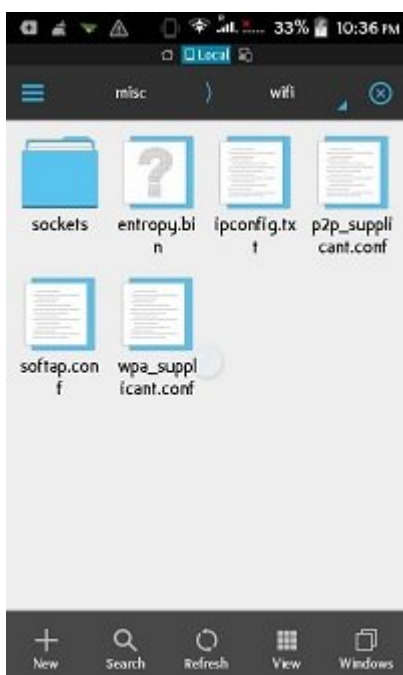 33% 10:36 PM
Local
misc wifi
sockets
entropy.bi
n
ipconfig.tx
t
p2p_suppli
cant.conf
softap.con
f
wpa_suppl
icant.conf
New Search Refresh View Windows